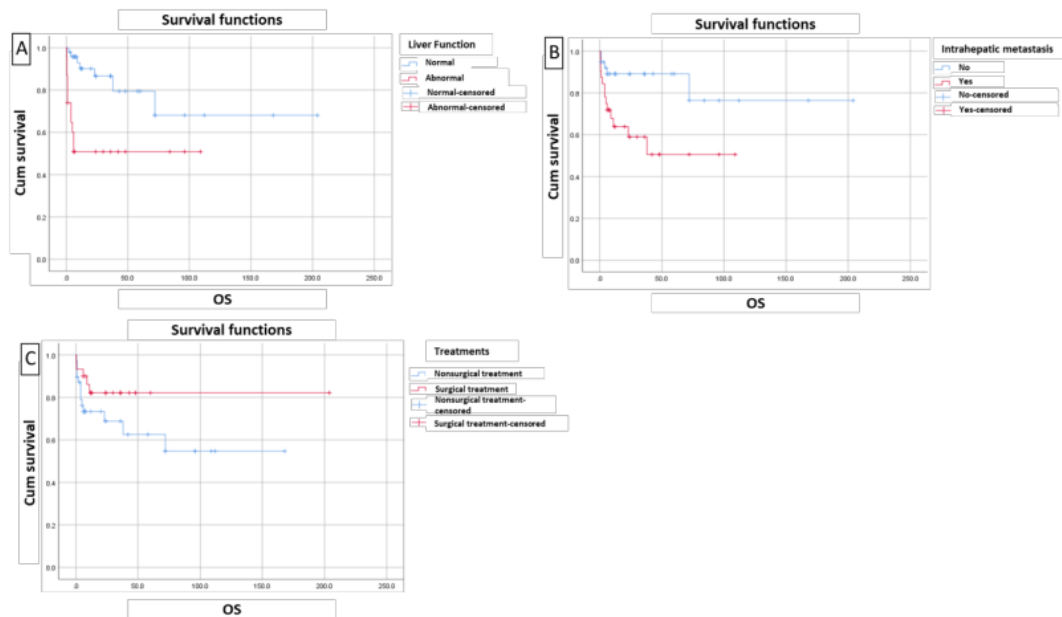 Survival functions
A
Liver Function
Normal
Abnormal
Normal-censored
Abnormal-censored
Cum survival
1.0
0.8
0.6
0.4
0.2
0.0
.0 50.0 100.0 150.0 200.0 250.0
OS
Survival functions
B
Intrahepatic metastasis
No
Yes
No-censored
Yes-censored
Cum survival
1.0
0.8
0.6
0.4
0.2
0.0
.0 50.0 100.0 150.0 200.0 250.0
OS
Survival functions
C
Treatments
Nonsurgical treatment
Surgical treatment
Nonsurgical treatment-
censored
Surgical treatment-censored
Cum survival
1.0
0.8
0.6
0.4
0.2
0.0
.0 50.0 100.0 150.0 200.0 250.0
OS